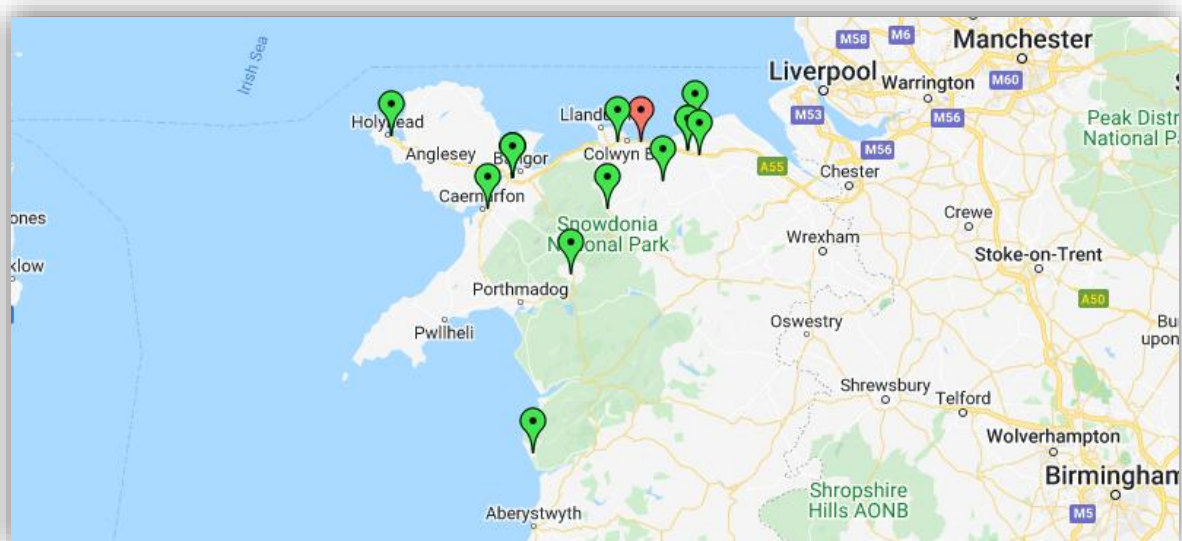 M58
M6
Manchester
Irish Sea
Liverpool
Warrington
M60
Holyhead
Llandu
M53
M56
Peak Distri
National Pa
Anglesey
Bangor
Colwyn B
M56
A55
Chester
Caernarfon
Crewe
ones
Snowdonia
National Park
Wrexham
Stoke-on-Trent
klow
Porthmadog
A50
Pwllheli
Oswestry
Bu
upon
Shrewsbury
Telford
Wolverhampton
Birmingham
Shropshire
Hills AONB
Aberystwyth
M5